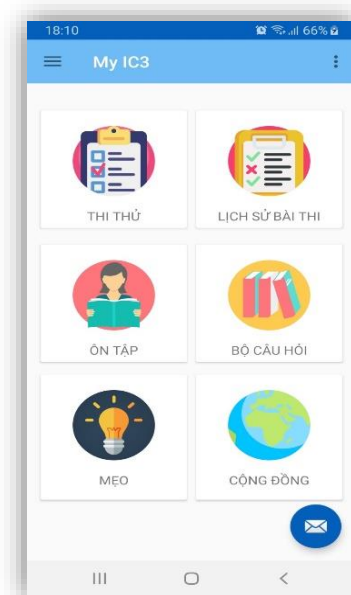 18:10 66%
My IC3
THI THỬ LỊCH SỬ BÀI THI
ÔN TẬP BỘ CÂU HỎI
MẸO CỘNG ĐỒNG